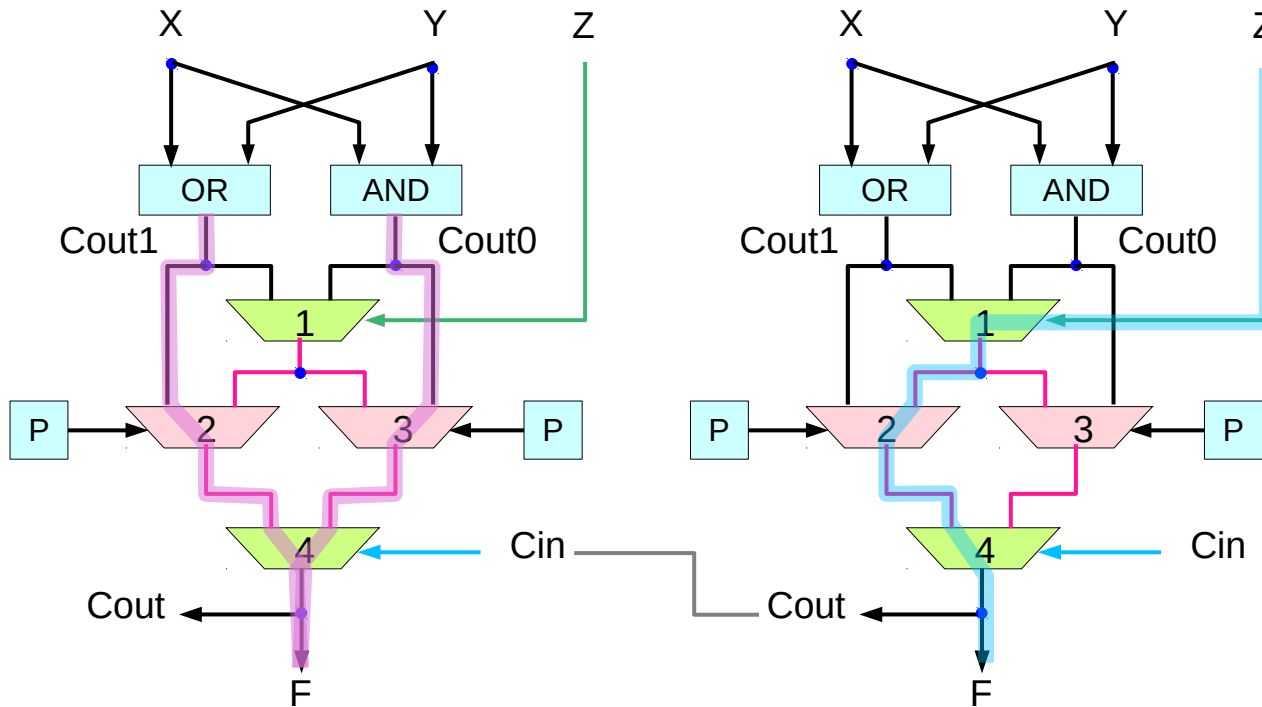 X Y Z X Y Z
OR AND OR AND
Cout1 Cout0 Cout1 Cout0
1 1
P 2 3 P P 2 3 P
4 Cin 4 Cin
Cout Cout
F F